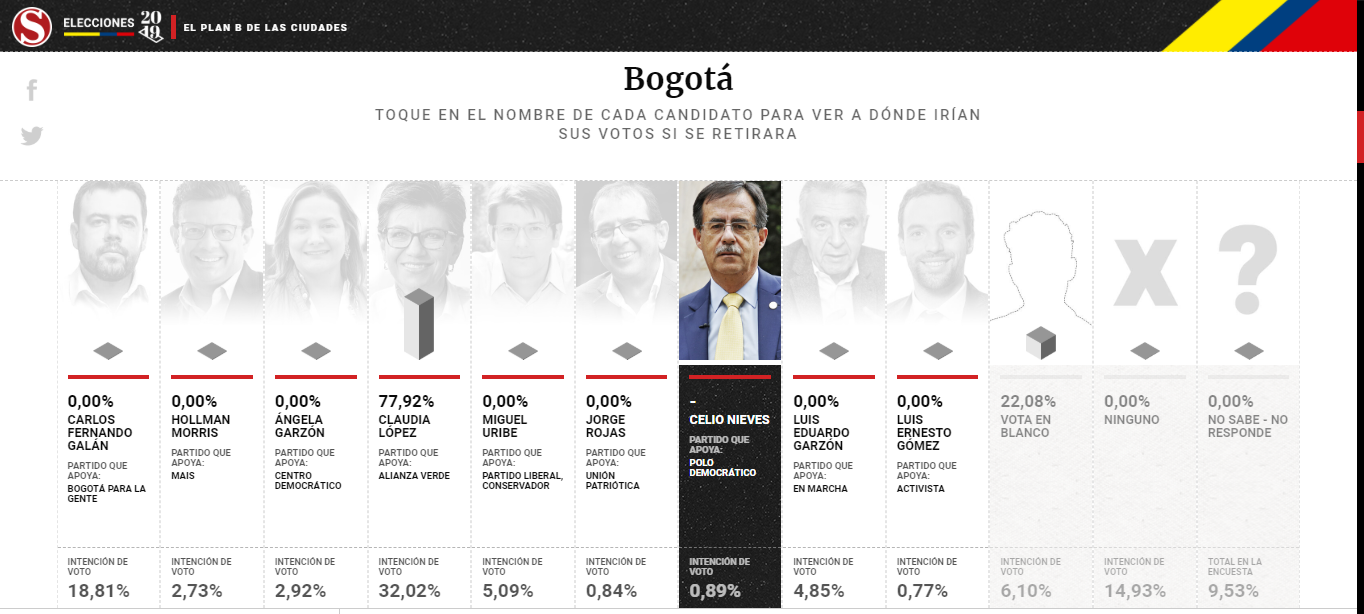 S
ELECCIONES 2019
EL PLAN B DE LAS CIUDADES
Bogotá
TOQUE EN EL NOMBRE DE CADA CANDIDATO PARA VER A DÓNDE IRÍAN
SUS VOTOS SI SE RETIRARA
X
?
0,00%
CARLOS
FERNANDO
GALÁN
PARTIDO QUE
APOYA:
BOGOTÁ PARA LA
GENTE
INTENCIÓN DE
VOTO
18,81%
0,00%
HOLLMAN
MORRIS
PARTIDO QUE
APOYA:
MAIS
INTENCIÓN DE
VOTO
2,73%
0,00%
ÁNGELA
GARZÓN
PARTIDO QUE
APOYA:
CENTRO
DEMOCRÁTICO
INTENCIÓN DE
VOTO
2,92%
77,92%
CLAUDIA
LÓPEZ
PARTIDO QUE
APOYA:
ALIANZA VERDE
INTENCIÓN DE
VOTO
32,02%
0,00%
MIGUEL
URIBE
PARTIDO QUE
APOYA:
PARTIDO LIBERAL,
CONSERVADOR
INTENCIÓN DE
VOTO
5,09%
0,00%
JORGE
ROJAS
PARTIDO QUE
APOYA:
UNIÓN
PATRIÓTICA
INTENCIÓN DE
VOTO
0,84%
-
CELIO NIEVES
PARTIDO QUE
APOYA:
POLO
DEMOCRÁTICO
INTENCIÓN DE
VOTO
0,89%
0,00%
LUIS
EDUARDO
GARZÓN
PARTIDO QUE
APOYA:
EN MARCHA
INTENCIÓN DE
VOTO
4,85%
0,00%
LUIS
ERNESTO
GÓMEZ
PARTIDO QUE
APOYA:
ACTIVISTA
INTENCIÓN DE
VOTO
0,77%
22,08%
VOTA EN
BLANCO
INTENCIÓN DE
VOTO
6,10%
0,00%
NINGUNO
INTENCIÓN DE
VOTO
14,93%
0,00%
NO SABE - NO
RESPONDE
TOTAL EN LA
ENCUESTA
9,53%